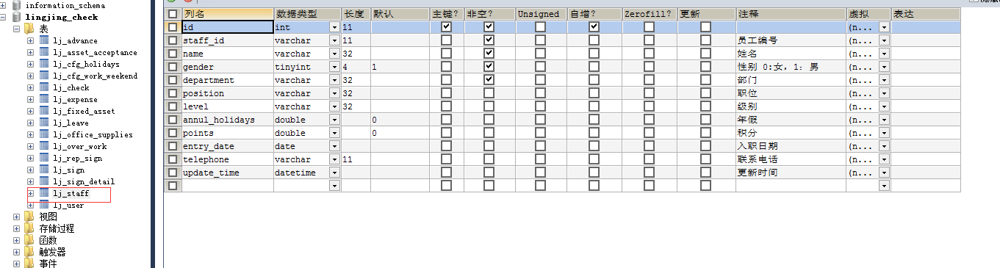 information_schema
lingjing_check
表
lj_advance
lj_asset_acceptance
lj_cfg_holidays
lj_cfg_work_weekend
lj_check
lj_expense
lj_fixed_asset
lj_leave
lj_office_supplies
lj_over_work
lj_rep_sign
lj_sign
lj_sign_detail
lj_staff
lj_user
视图
存储过程
函数
触发器
事件
列名 数据类型 长度 默认 主键? 非空? Unsigned 自增? Zerofill? 更新 注释 虚拟 表达
id int 11 (n...
staff_id varchar 11 员工编号 (n...
name varchar 32 姓名 (n...
gender tinyint 4 1 性别 0:女, 1: 男 (n...
department varchar 32 部门 (n...
position varchar 32 职位 (n...
level varchar 32 级别 (n...
annul_holidays double 0 年假 (n...
points double 0 积分 (n...
entry_date date 入职日期 (n...
telephone varchar 11 联系电话 (n...
update_time datetime 更新时间 (n...